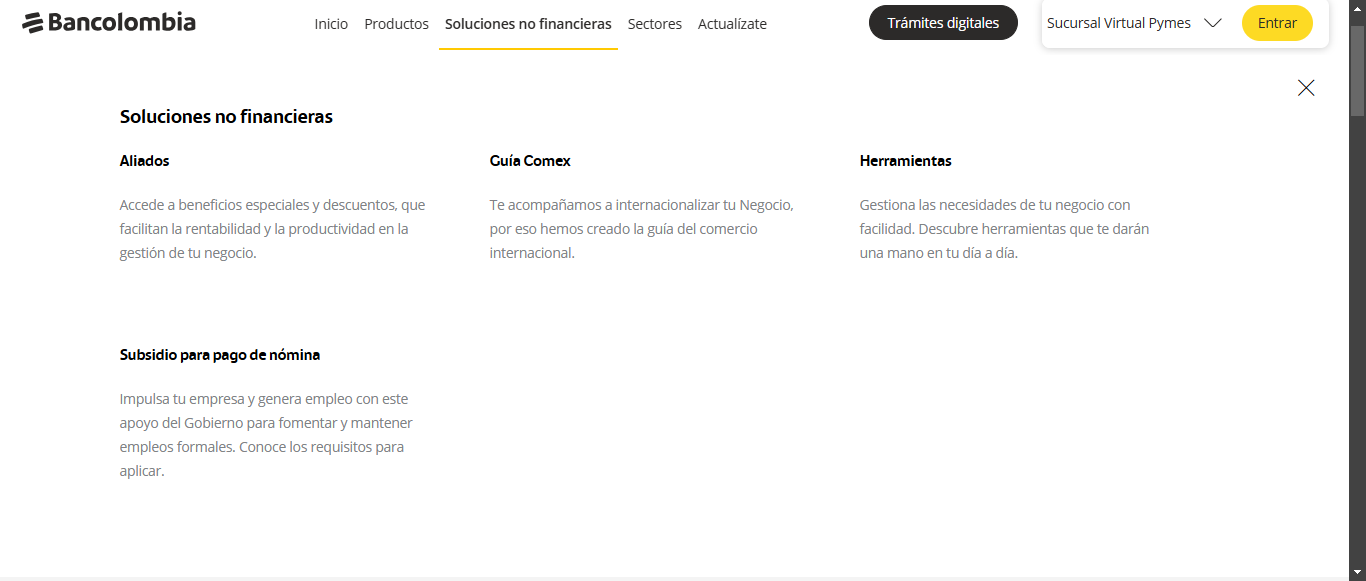 Bancolombia
Inicio Productos Soluciones no financieras Sectores Actualízate
Trámites digitales
Sucursal Virtual Pymes
Entrar
Soluciones no financieras
Aliados
Accede a beneficios especiales y descuentos, que
facilitan la rentabilidad y la productividad en la
gestión de tu negocio.
Guía Comex
Te acompañamos a internacionalizar tu Negocio,
por eso hemos creado la guía del comercio
internacional.
Herramientas
Gestiona las necesidades de tu negocio con
facilidad. Descubre herramientas que te darán
una mano en tu día a día.
Subsidio para pago de nómina
Impulsa tu empresa y genera empleo con este
apoyo del Gobierno para fomentar y mantener
empleos formales. Conoce los requisitos para
aplicar.